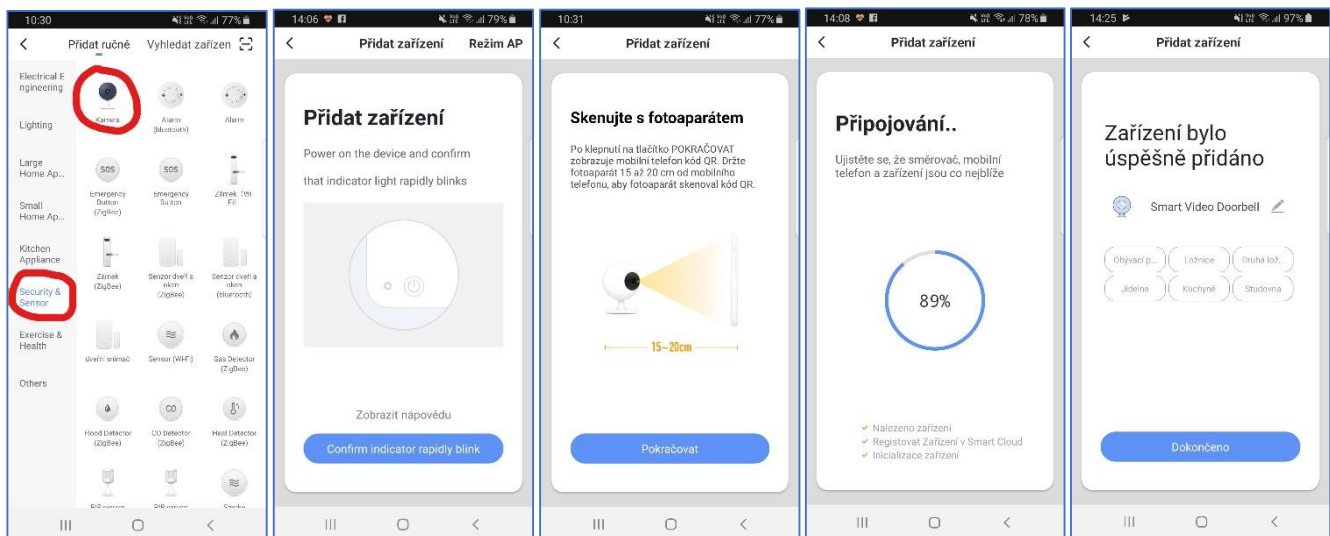 10:30
77%
Přidat ručně Vyhledat zařízen
Electrical E
ngineering
Lighting
Large
Home Ap...
Small
Home Ap...
Kitchen
Appliance
Security &
Sensor
Exercise &
Health
Others
Kamera
Alarm
(bluetooth)
Alarm
SOS
Emergency
Button
(ZigBee)
SOS
Emergency
Button
Zámek (WI
FI)
Zámek
(ZigBee)
Senzor dveří a
oken
(ZigBee)
Senzor dveří a
oken
(bluetooth)
dveřní snímač
Sensor (WI-FI)
Gas Detector
(ZigBee)
Flood Detector
(ZigBee)
CO
CO Detector
(ZigBee)
Heat Detector
(ZigBee)
14:06
79%
Přidat zařízení
Režim AP
Přidat zařízení
Power on the device and confirm
that indicator light rapidly blinks
Zobrazit nápovědu
Confirm indicator rapidly blink
10:31
77%
Přidat zařízení
Skenujte s fotoaparátem
Po klepnutí na tlačítko POKRAČOVAT
zobrazuje mobilní telefon kód QR. Držte
fotoaparát 15 až 20 cm od mobilního
telefonu, aby fotoaparát skenoval kód QR.
15~20cm
Pokračovat
14:08
78%
Přidat zařízení
Připojování..
Ujistěte se, že směrovač, mobilní
telefon a zařízení jsou co nejblíže
89%
Nalezeno zařízení
Registovat Zařízení v Smart Cloud
Inicializace zařízení
14:25
97%
Přidat zařízení
Zařízení bylo
úspěšně přidáno
Smart Video Doorbell
Obývací p...
Ložnice
Druhá lož...
Jídelna
Kuchyně
Studovna
Dokončeno